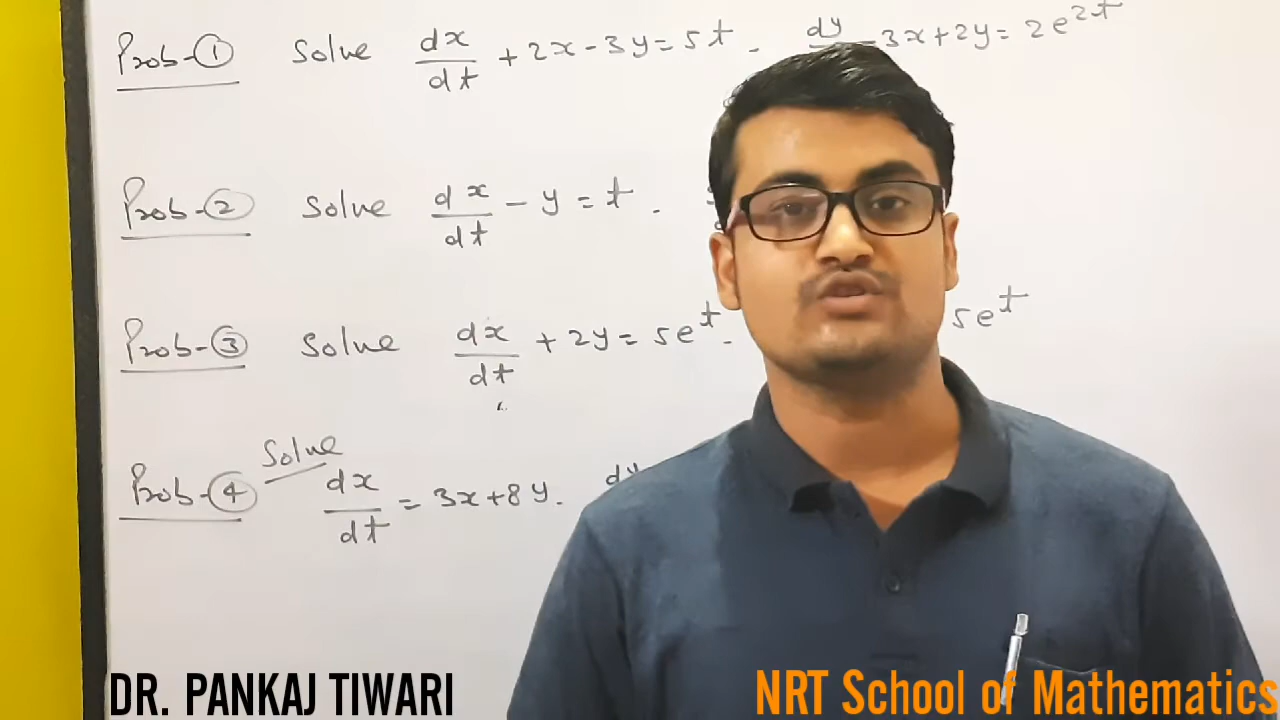 Prob-① Solve dx/dt + 2x - 3y = 5t. dy - 3x + 2y = 2e^2t
Prob-② Solve dx/dt - y = t.
Prob-③ Solve dx/dt + 2y = 5e^t. 5e^t
Prob-④ Solve dx/dt = 3x + 8y. dy
DR. PANKAJ TIWARI
NRT School of Mathematics